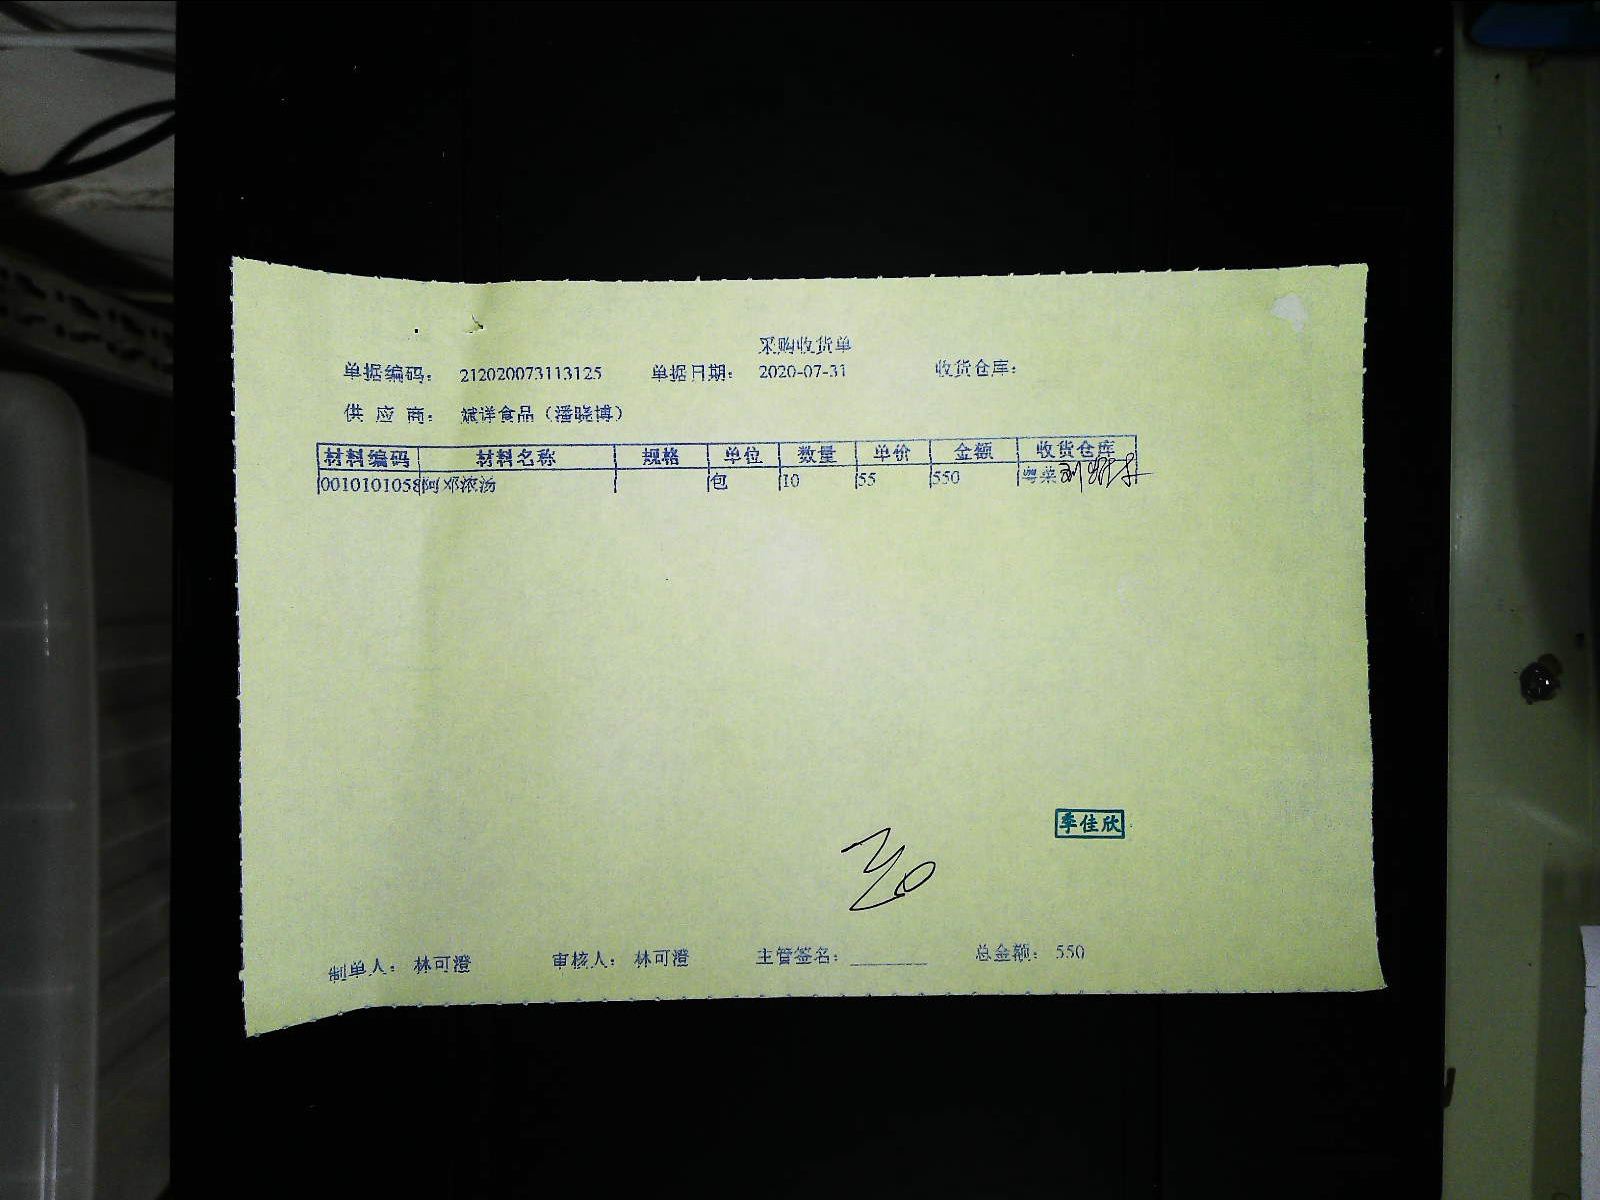 采购收货单
单据编码： 212020073113125 单据日期： 2020-07-31 收货仓库：
供 应 商： 斌洋食品（潘晓博）
材料编码 材料名称 规格 单位 数量 单价 金额 收货仓库
0010101058 阿邓浓汤 包 10 55 550 粤菜
季佳欣
制单人： 林可澄 审核人： 林可澄 主管签名： 总金额： 550